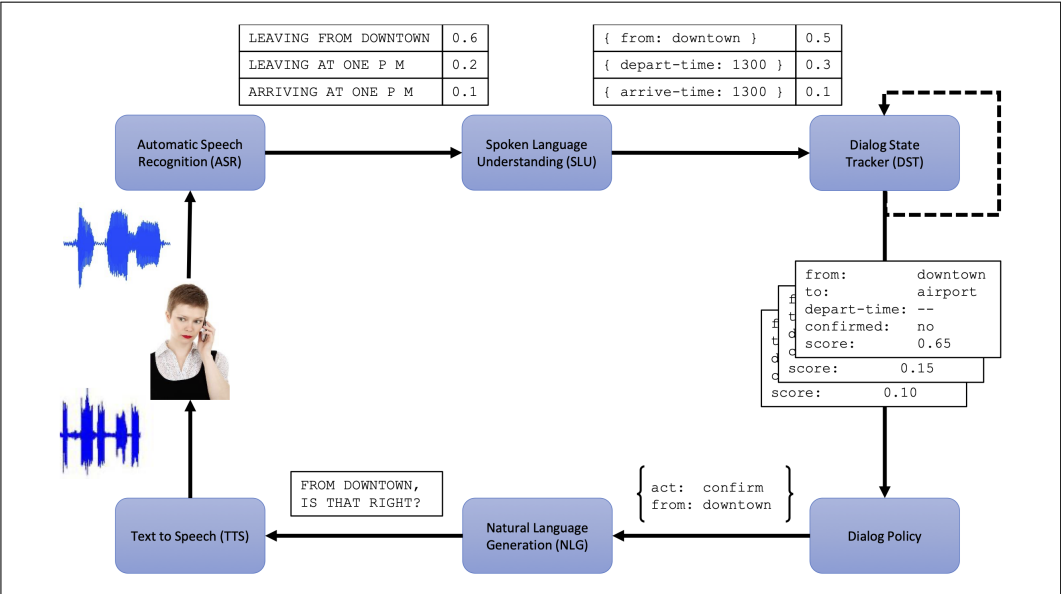 LEAVING FROM DOWNTOWN 0.6
LEAVING AT ONE P M 0.2
ARRIVING AT ONE P M 0.1
{ from: downtown } 0.5
{ depart-time: 1300 } 0.3
{ arrive-time: 1300 } 0.1
Automatic Speech
Recognition (ASR)
Spoken Language
Understanding (SLU)
Dialog State
Tracker (DST)
from: downtown
to: airport
depart-time: --
confirmed: no
score: 0.65
f
t
d
c
score: 0.15
f
t
d
c
score: 0.10
FROM DOWNTOWN,
IS THAT RIGHT?
act: confirm
from: downtown
Text to Speech (TTS)
Natural Language
Generation (NLG)
Dialog Policy